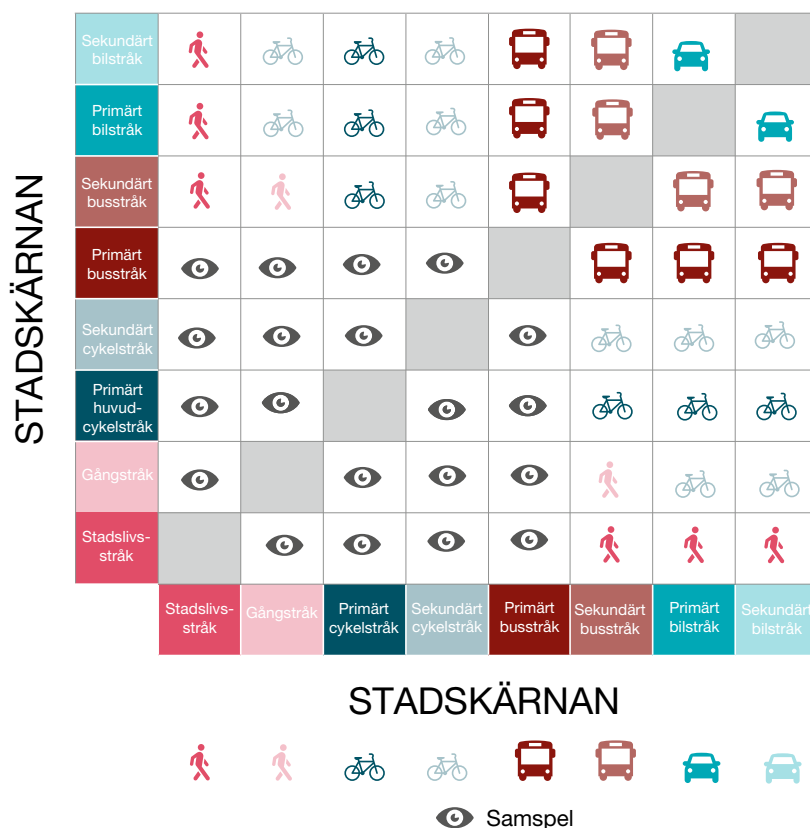 STADSKÄRNAN
Sekundärt
bilstråk
Primärt
bilstråk
Sekundärt
busstråk
Primärt
busstråk
Sekundärt
cykelstråk
Primärt
huvud-
cykelstråk
Gångstråk
Stadslivs-
stråk
Stadslivs-
stråk
Gångstråk
Primärt
cykelstråk
Sekundärt
cykelstråk
Primärt
busstråk
Sekundärt
busstråk
Primärt
bilstråk
Sekundärt
bilstråk
STADSKÄRNAN
Samspel